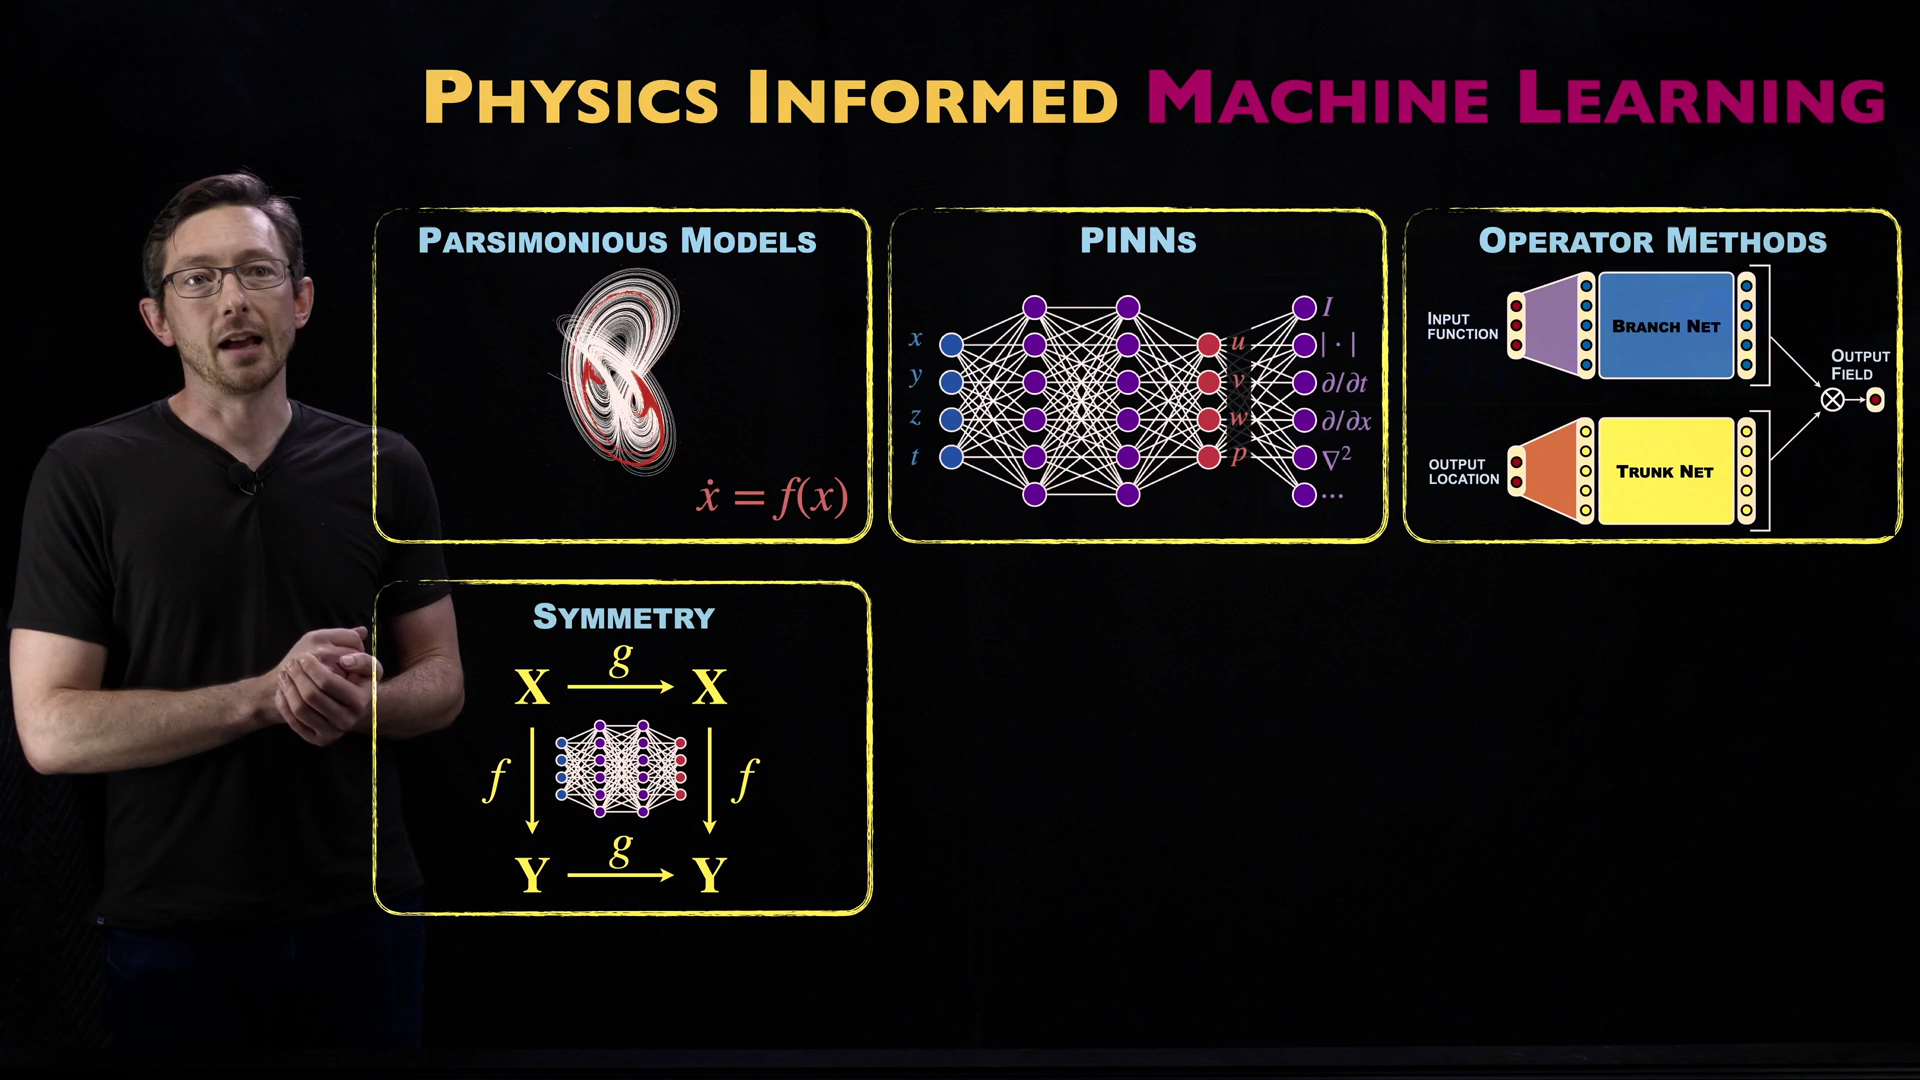 PHYSICS INFORMED MACHINE LEARNING
PARSIMONIOUS MODELS
ẋ = f(x)
PINNS
x
y
z
t
u
v
w
p
I
| · |
∂/∂t
∂/∂x
∇²
...
OPERATOR METHODS
INPUT
FUNCTION
BRANCH NET
OUTPUT
FIELD
OUTPUT
LOCATION
TRUNK NET
SYMMETRY
g
X X
f f
g
Y Y